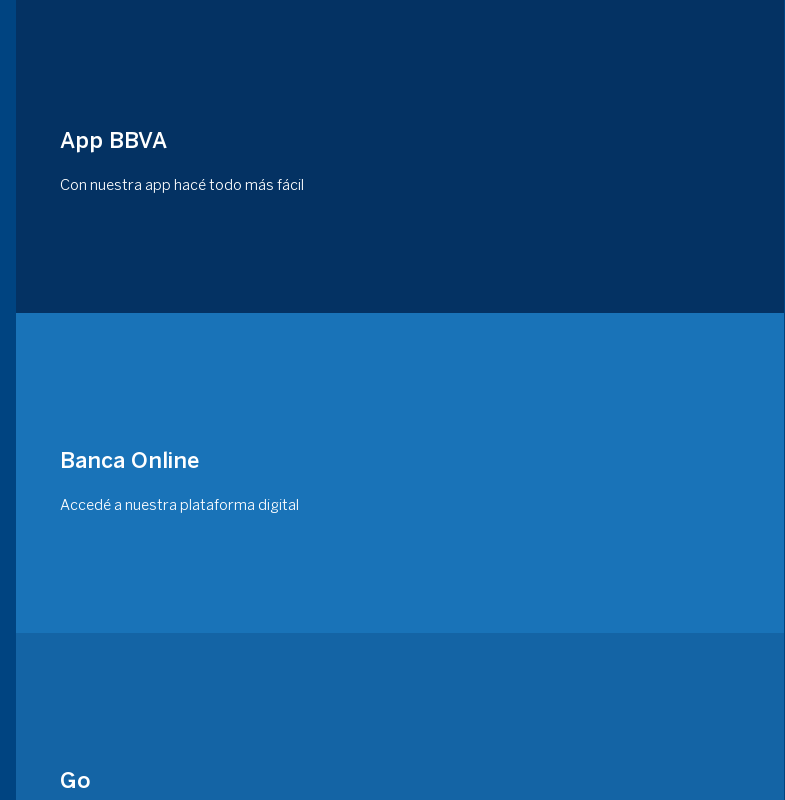 App BBVA
Con nuestra app hacé todo más fácil
Banca Online
Accedé a nuestra plataforma digital
Go